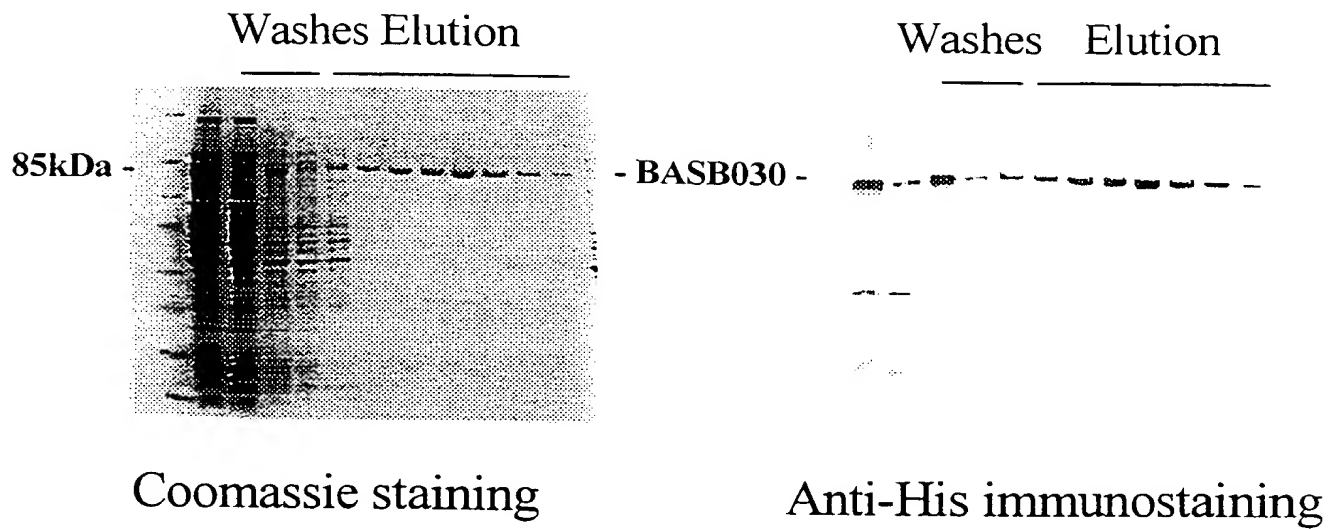 Washes Elution
Washes Elution
85kDa -
- BASB030 -
Coomassie staining
Anti-His immunostaining